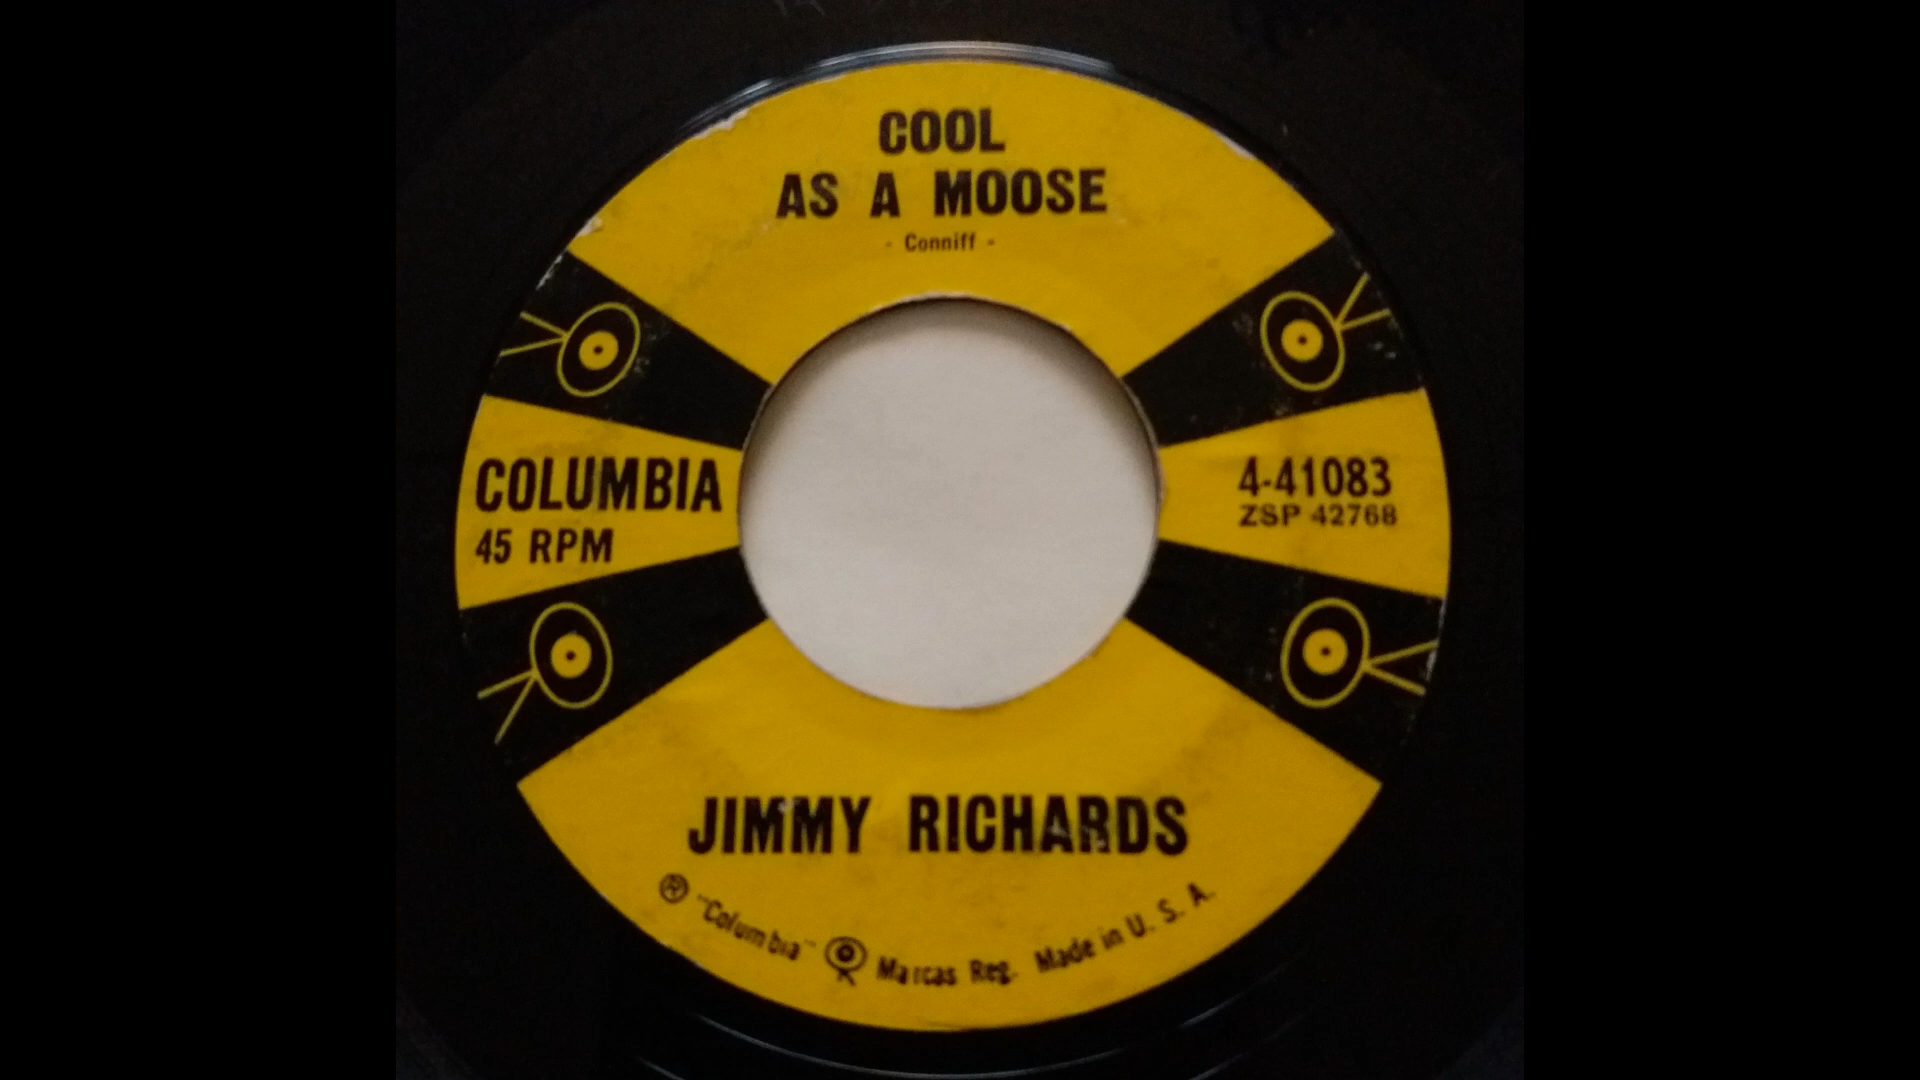 COOL
AS A MOOSE
- Conniff -
COLUMBIA
45 RPM
4-41083
ZSP 42768
JIMMY RICHARDS
® "Columbia" Marcas Reg. Made in U. S. A.